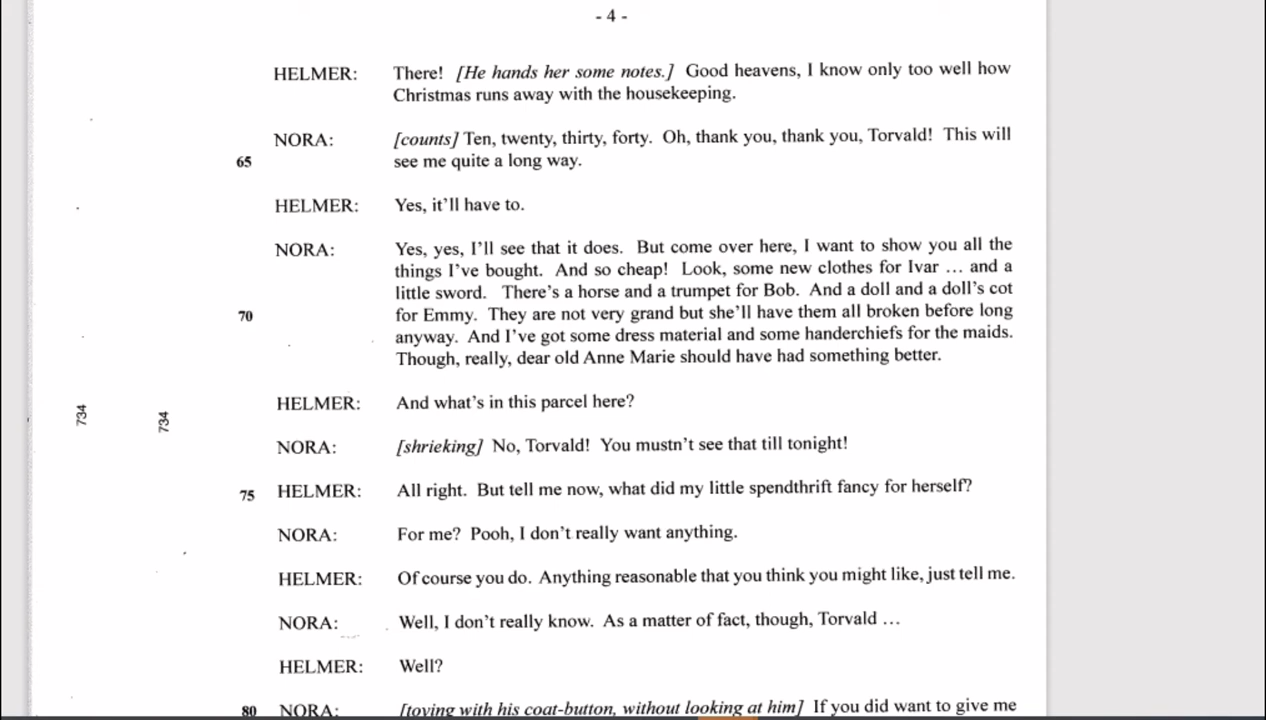 - 4 -
HELMER: There! [He hands her some notes.] Good heavens, I know only too well how
Christmas runs away with the housekeeping.
NORA: [counts] Ten, twenty, thirty, forty. Oh, thank you, thank you, Torvald! This will
65 see me quite a long way.
HELMER: Yes, it'll have to.
NORA: Yes, yes, I'll see that it does. But come over here, I want to show you all the
things I've bought. And so cheap! Look, some new clothes for Ivar … and a
little sword. There's a horse and a trumpet for Bob. And a doll and a doll's cot
70 for Emmy. They are not very grand but she'll have them all broken before long
anyway. And I've got some dress material and some handerchiefs for the maids.
Though, really, dear old Anne Marie should have had something better.
HELMER: And what's in this parcel here?
734 734
NORA: [shrieking] No, Torvald! You mustn't see that till tonight!
75 HELMER: All right. But tell me now, what did my little spendthrift fancy for herself?
NORA: For me? Pooh, I don't really want anything.
HELMER: Of course you do. Anything reasonable that you think you might like, just tell me.
NORA: Well, I don't really know. As a matter of fact, though, Torvald …
HELMER: Well?
80 NORA: [toying with his coat-button, without looking at him] If you did want to give me